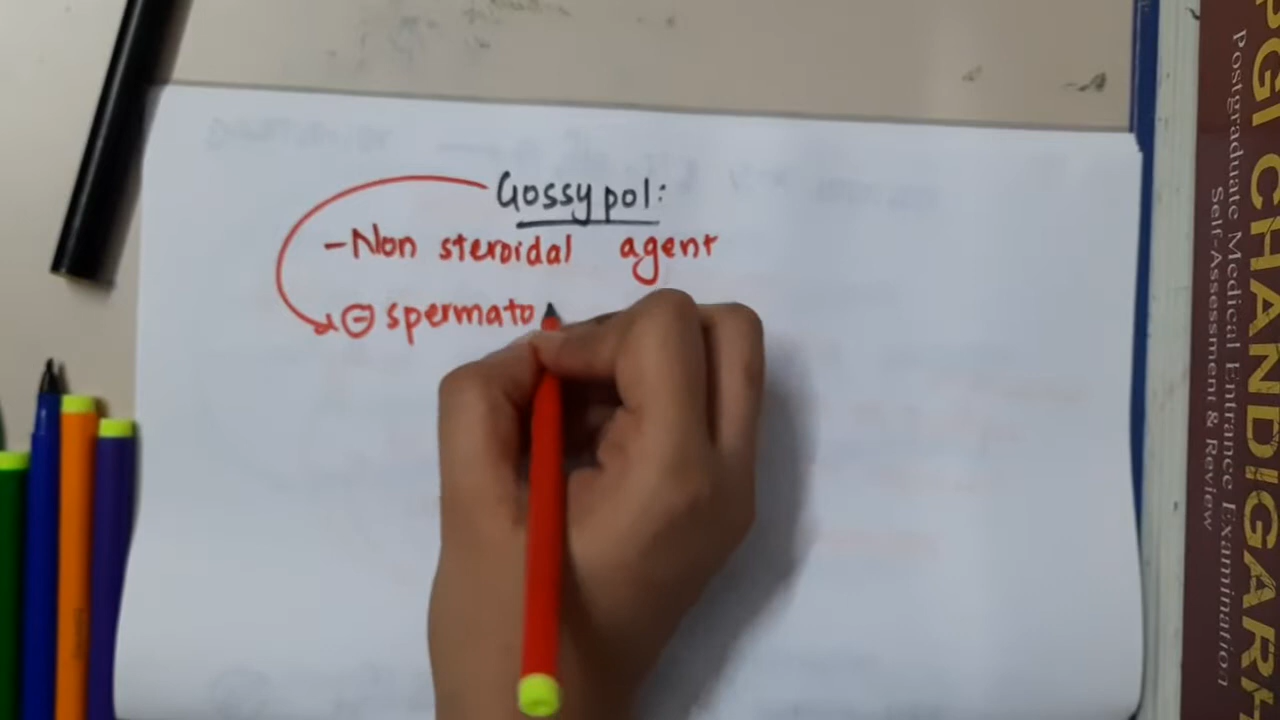 Gossypol:
- Non steroidal agent
⊖ spermato
PGI CHANDIGARH
Postgraduate Medical Entrance Examination
Self-Assessment & Review